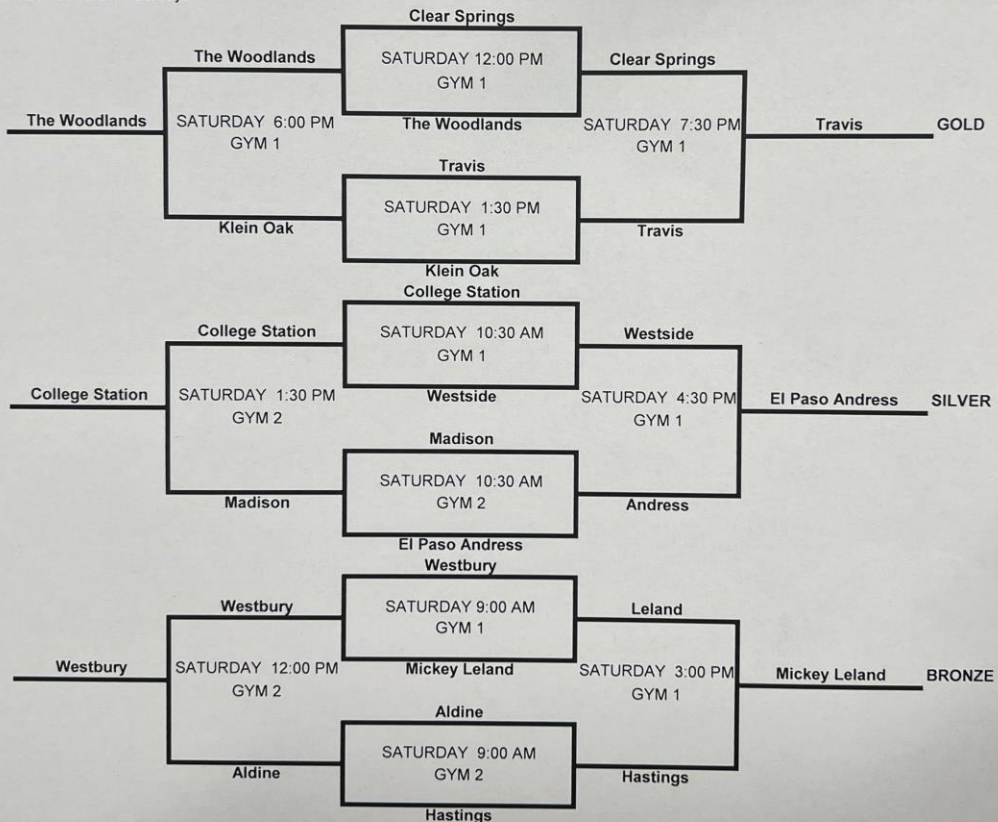 Clear Springs
The Woodlands
SATURDAY 12:00 PM
GYM 1
Clear Springs
The Woodlands
SATURDAY 6:00 PM
GYM 1
The Woodlands
SATURDAY 7:30 PM
GYM 1
Travis
GOLD
Travis
SATURDAY 1:30 PM
GYM 1
Klein Oak
Travis
Klein Oak
College Station
College Station
SATURDAY 10:30 AM
GYM 1
Westside
College Station
SATURDAY 1:30 PM
GYM 2
Westside
SATURDAY 4:30 PM
GYM 1
El Paso Andress
SILVER
Madison
SATURDAY 10:30 AM
GYM 2
Madison
Andress
El Paso Andress
Westbury
Westbury
SATURDAY 9:00 AM
GYM 1
Leland
Westbury
SATURDAY 12:00 PM
GYM 2
Mickey Leland
SATURDAY 3:00 PM
GYM 1
Mickey Leland
BRONZE
Aldine
SATURDAY 9:00 AM
GYM 2
Aldine
Hastings
Hastings